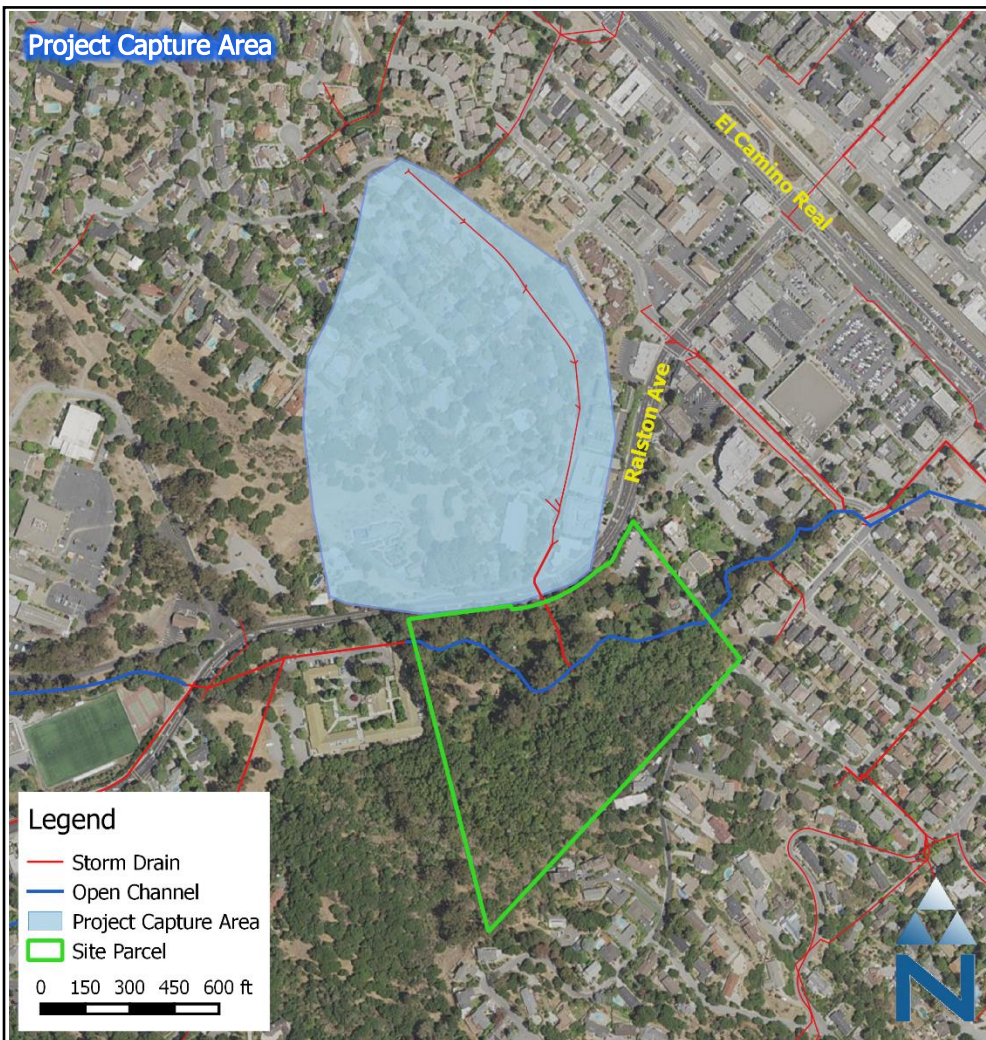 Project Capture Area
El Camino Real
Ralston Ave
Legend
Storm Drain
Open Channel
Project Capture Area
Site Parcel
0 150 300 450 600 ft
N